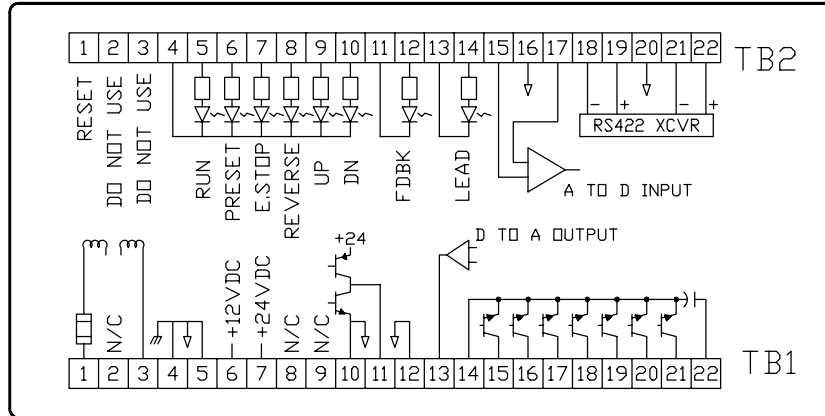 1 2 3 4 5 6 7 8 9 10 11 12 13 14 15 16 17 18 19 20 21 22
TB2
RESET
DO NOT USE
DO NOT USE
RUN
PRESET
E.STOP
REVERSE
UP
DN
FDBK
LEAD
- + - +
RS422 XCVR
A TO D INPUT
D TO A OUTPUT
N/C
+12VDC
+24VDC
N/C
N/C
+24
1 2 3 4 5 6 7 8 9 10 11 12 13 14 15 16 17 18 19 20 21 22
TB1